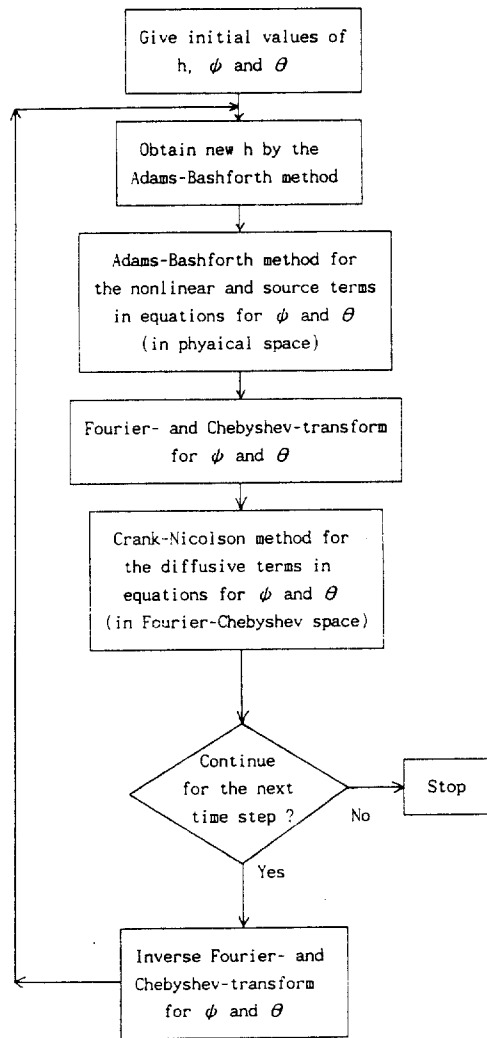 Give initial values of
h, ψ and θ
Obtain new h by the
Adams-Bashforth method
Adams-Bashforth method for
the nonlinear and source terms
in equations for ψ and θ
(in phyaical space)
Fourier- and Chebyshev-transform
for ψ and θ
Crank-Nicolson method for
the diffusive terms in
equations for ψ and θ
(in Fourier-Chebyshev space)
Continue
for the next
time step ?
No
Stop
Yes
Inverse Fourier- and
Chebyshev-transform
for ψ and θ